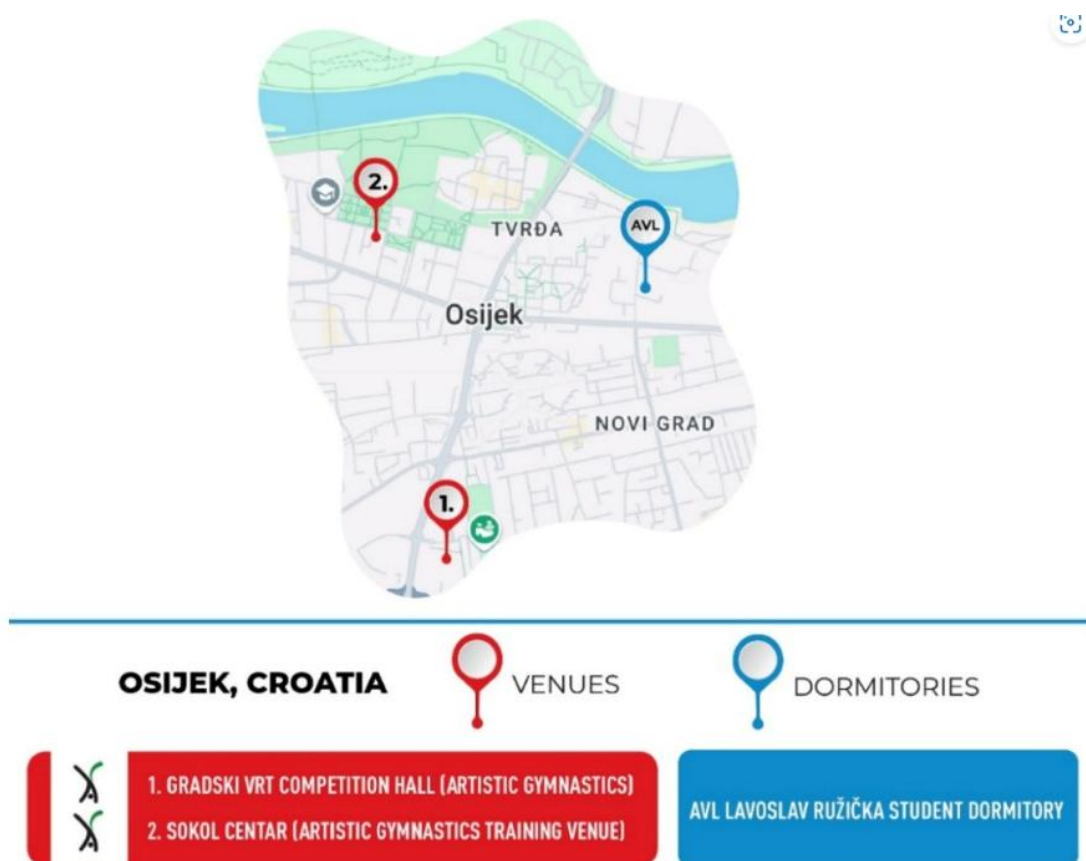 2.
TVRĐA
AVL
Osijek
NOVI GRAD
1.
OSIJEK, CROATIA
VENUES
DORMITORIES
1. GRADSKI VRT COMPETITION HALL (ARTISTIC GYMNASTICS)
2. SOKOL CENTAR (ARTISTIC GYMNASTICS TRAINING VENUE)
AVL LAVOSLAV RUŽIČKA STUDENT DORMITORY